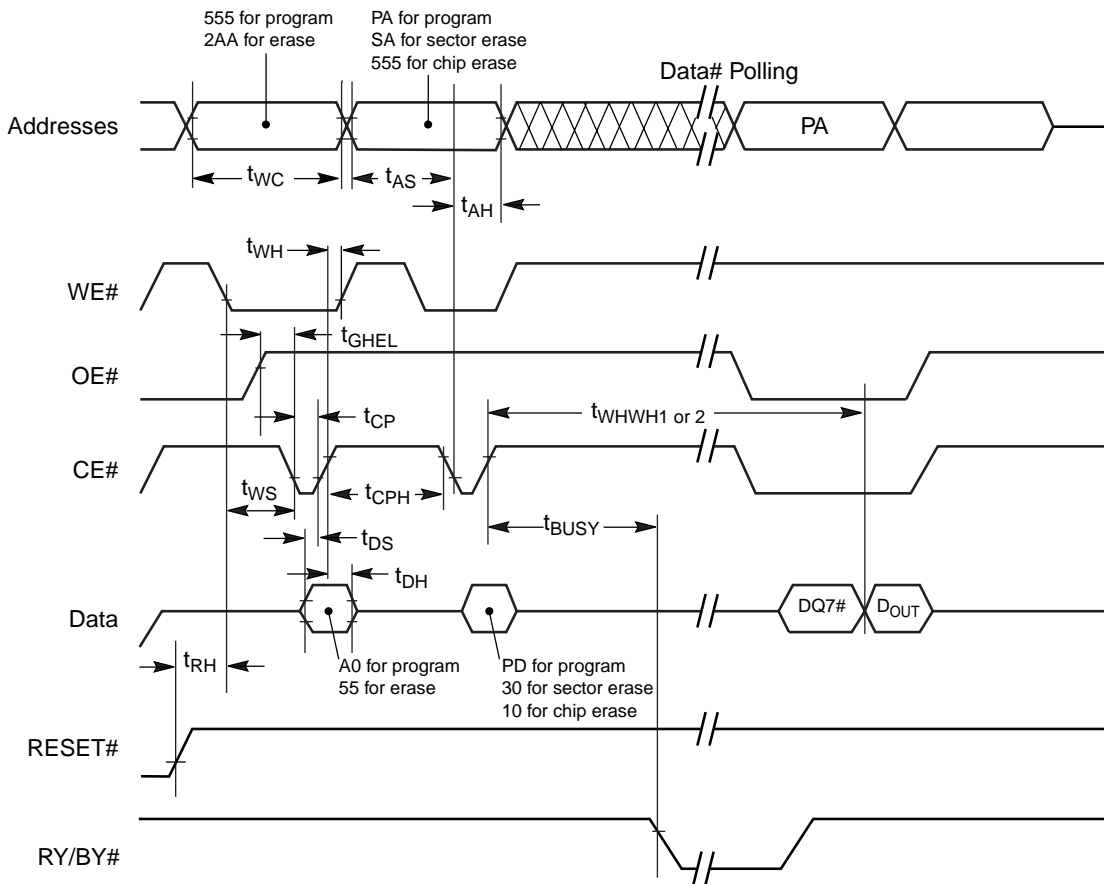 555 for program
2AA for erase
PA for program
SA for sector erase
555 for chip erase
Data# Polling
Addresses
PA
tWC
tAS
tAH
tWH
WE#
tGHEL
OE#
tCP
tWHWH1 or 2
CE#
tWS
tCPH
tBUSY
tDS
tDH
Data
DQ7#
DOUT
tRH
A0 for program
55 for erase
PD for program
30 for sector erase
10 for chip erase
RESET#
RY/BY#